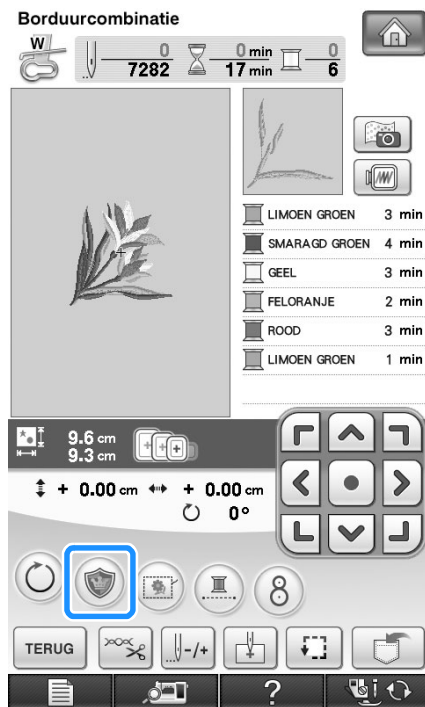 Borduurcombinatie
W
0 0 min 0
7282 17 min 6
LIMOEN GROEN 3 min
SMARAGD GROEN 4 min
GEEL 3 min
FELORANJE 2 min
ROOD 3 min
LIMOEN GROEN 1 min
9.6 cm
9.3 cm
+ 0.00 cm + 0.00 cm
0°
8
TERUG -/+
?